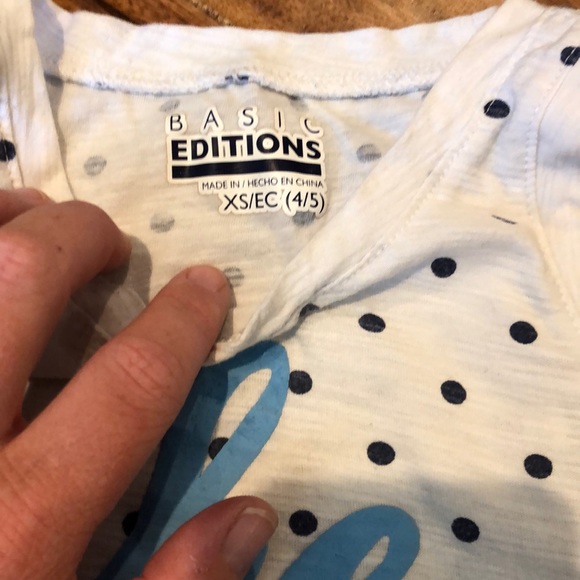 BASIC
EDITIONS
MADE IN / HECHO EN CHINA
XS/EC (4/5)